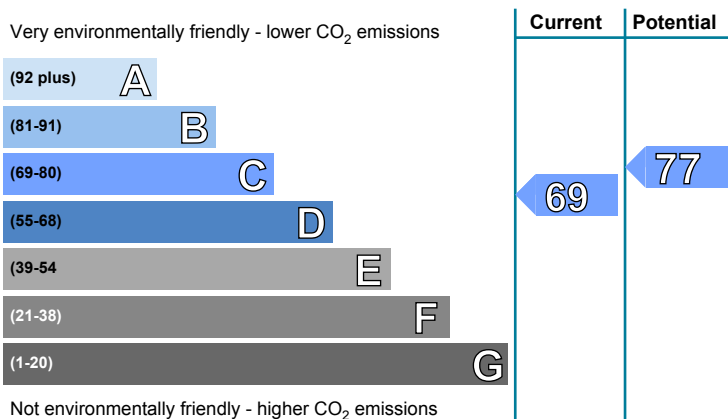 Current Potential
Very environmentally friendly - lower CO2 emissions
(92 plus) A
(81-91) B
(69-80) C
77
69
(55-68) D
(39-54 E
(21-38) F
(1-20) G
Not environmentally friendly - higher CO2 emissions